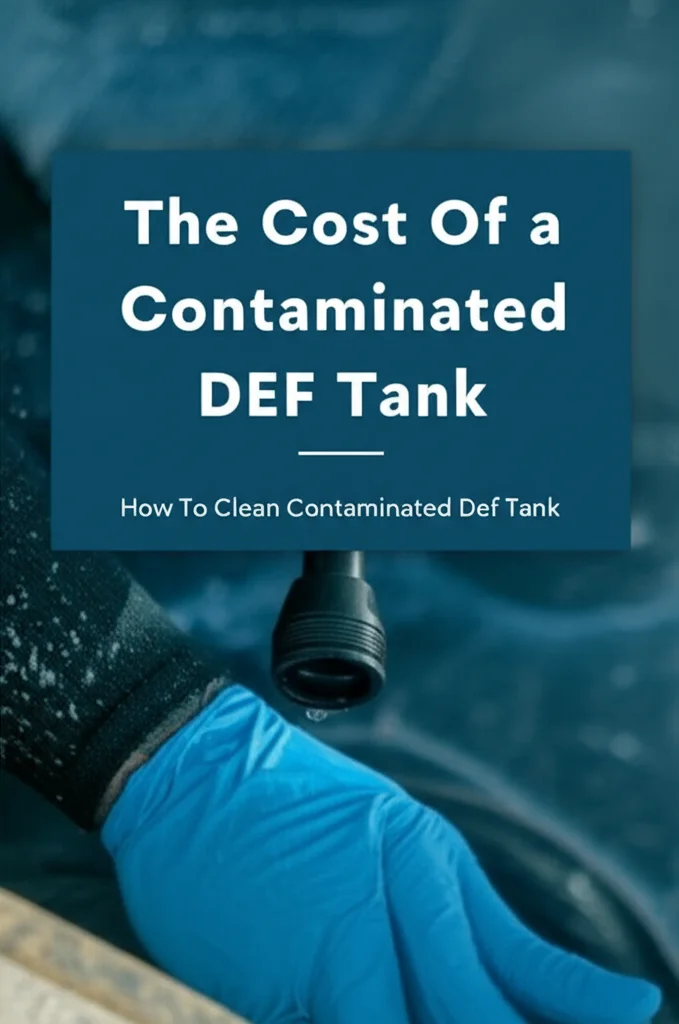 The Cost Of a
Contaminated
DEF Tank
How To Clean Contaminated Def Tank